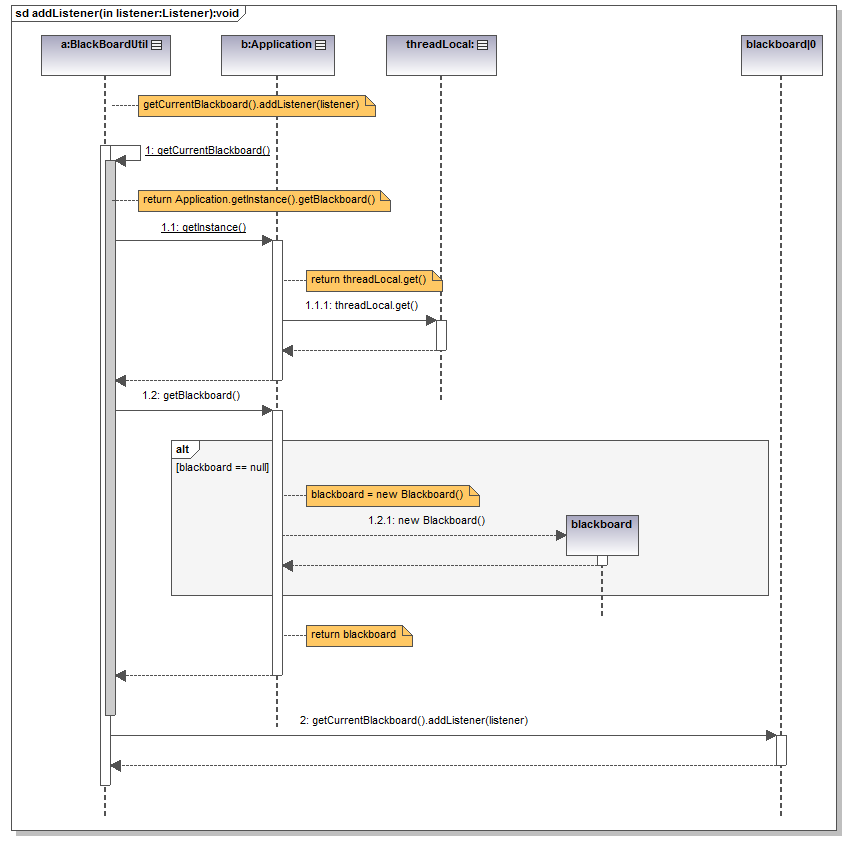 sd addListener(in listener:Listener):void
a:BlackBoardUtil
b:Application
threadLocal:
blackboard|0
getCurrentBlackboard().addListener(listener)
1: getCurrentBlackboard()
return Application.getInstance().getBlackboard()
1.1: getInstance()
return threadLocal.get()
1.1.1: threadLocal.get()
1.2: getBlackboard()
alt
[blackboard == null]
blackboard = new Blackboard()
1.2.1: new Blackboard()
blackboard
return blackboard
2: getCurrentBlackboard().addListener(listener)